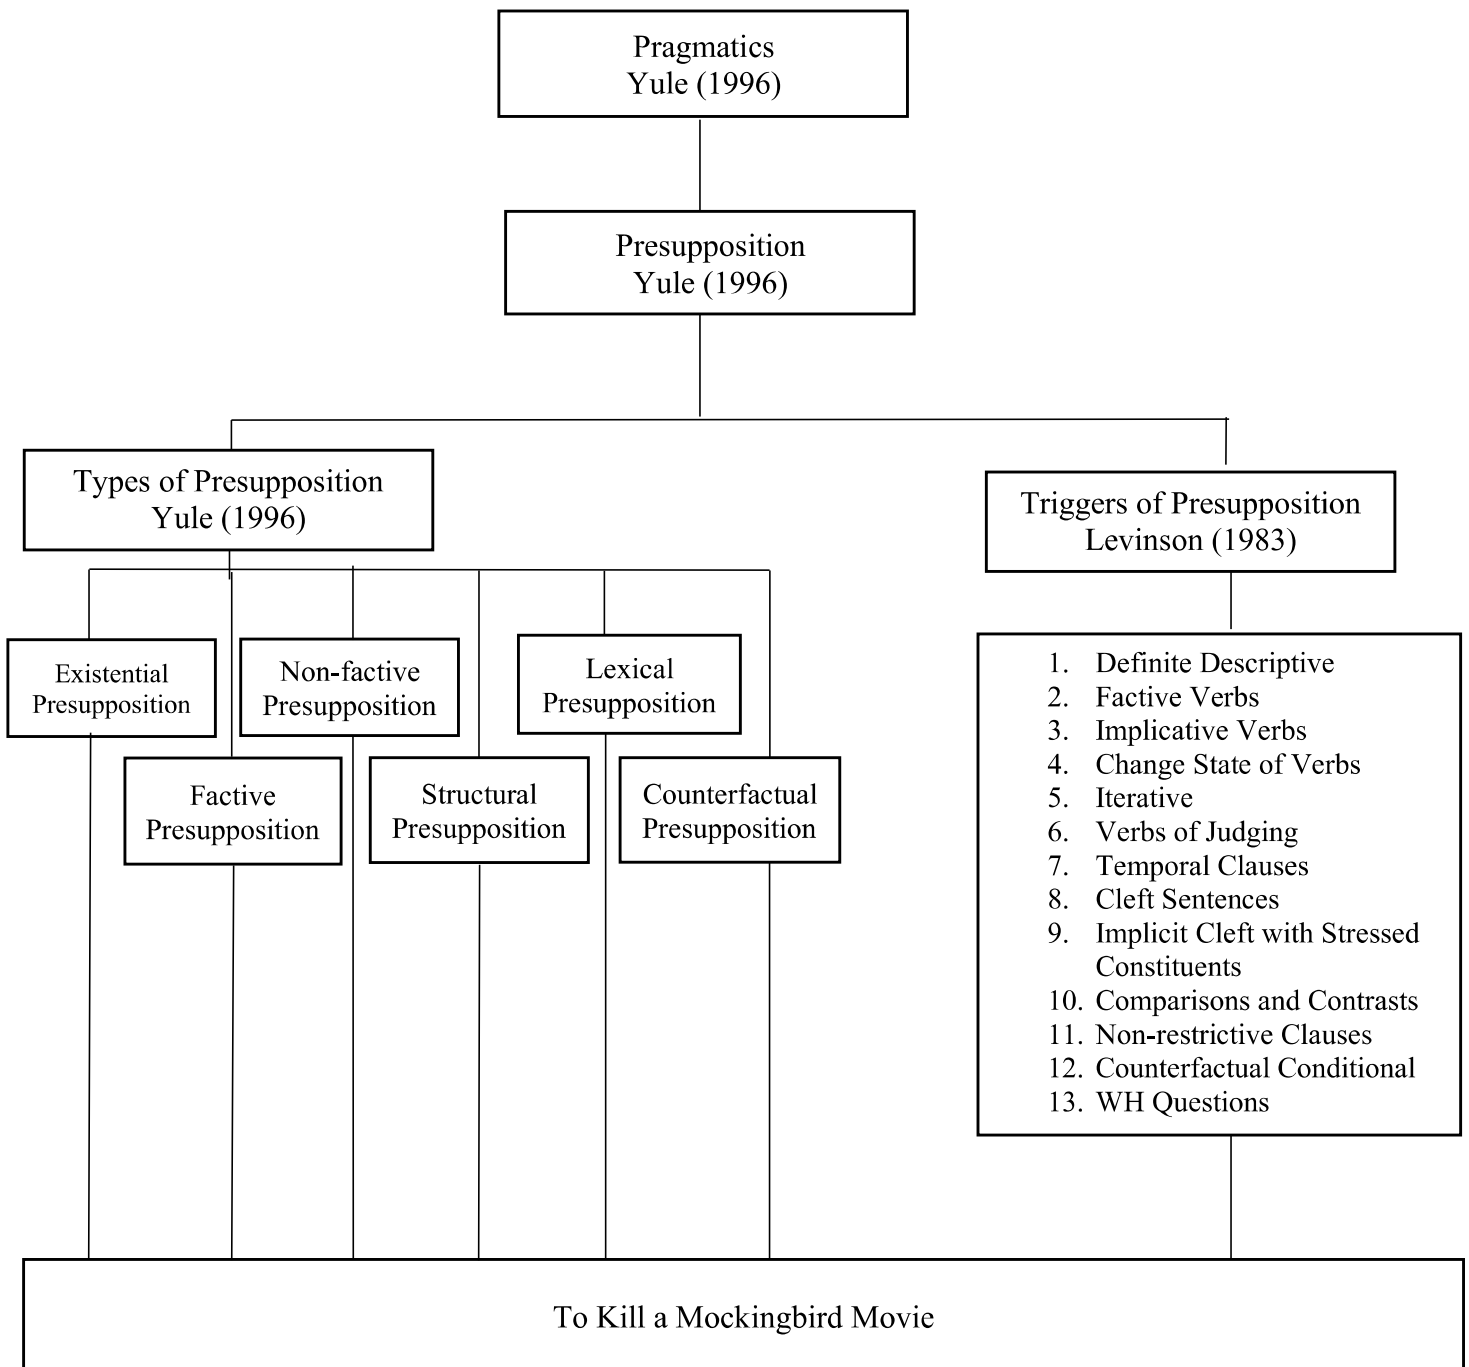 Pragmatics
Yule (1996)
Presupposition
Yule (1996)
Types of Presupposition
Yule (1996)
Triggers of Presupposition
Levinson (1983)
Existential
Presupposition
Non-factive
Presupposition
Lexical
Presupposition
Factive
Presupposition
Structural
Presupposition
Counterfactual
Presupposition
1. Definite Descriptive
2. Factive Verbs
3. Implicative Verbs
4. Change State of Verbs
5. Iterative
6. Verbs of Judging
7. Temporal Clauses
8. Cleft Sentences
9. Implicit Cleft with Stressed
Constituents
10. Comparisons and Contrasts
11. Non-restrictive Clauses
12. Counterfactual Conditional
13. WH Questions
To Kill a Mockingbird Movie